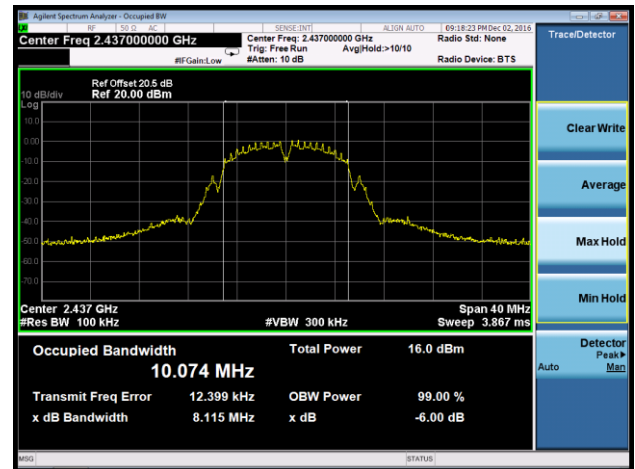 Agilent Spectrum Analyzer - Occupied BW
RF 50 Ω AC SENSE:INT ALIGN AUTO 09:18:23 PM Dec 02, 2016
Center Freq 2.437000000 GHz
Center Freq: 2.437000000 GHz
Radio Std: None
Trig: Free Run Avg|Hold:>10/10
#IFGain:Low #Atten: 10 dB Radio Device: BTS
Ref Offset 20.5 dB
10 dB/div Ref 20.00 dBm
Log
10.0
0.00
-10.0
-20.0
-30.0
-40.0
-50.0
-60.0
-70.0
Center 2.437 GHz Span 40 MHz
#Res BW 100 kHz #VBW 300 kHz Sweep 3.867 ms
Occupied Bandwidth Total Power 16.0 dBm
10.074 MHz
Transmit Freq Error 12.399 kHz OBW Power 99.00 %
x dB Bandwidth 8.115 MHz x dB -6.00 dB
MSG STATUS
Trace/Detector
Clear Write
Average
Max Hold
Min Hold
Detector
Peak▶
Auto Man